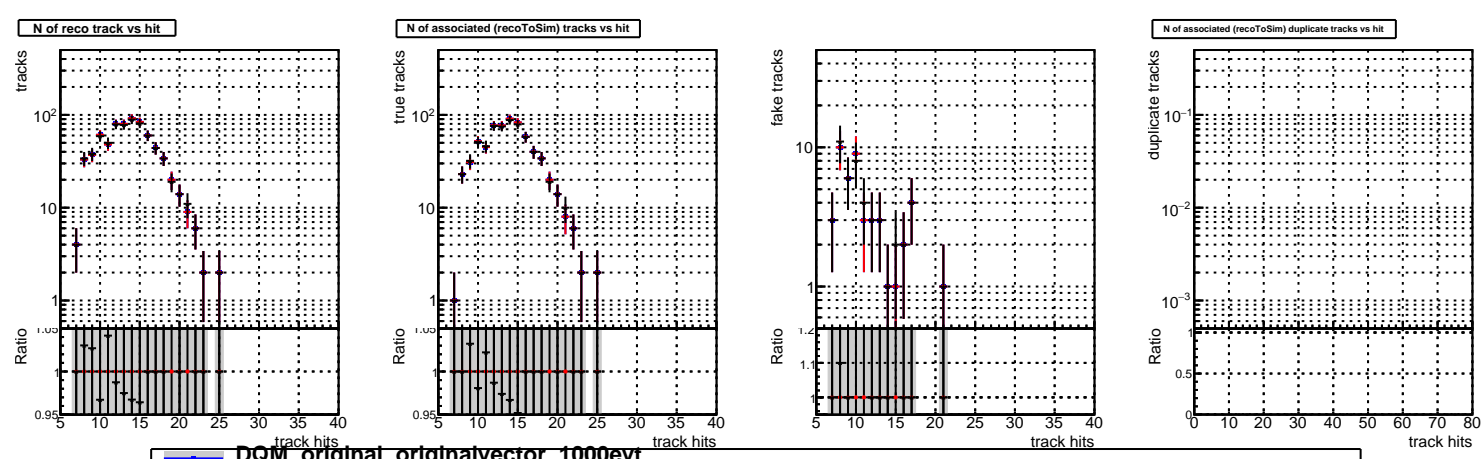 N of reco track vs hit
tracks
10²
10
1
Ratio
1.05
1
0.95
5 10 15 20 25 30 35 40
track hits
N of associated (recoToSim) tracks vs hit
true tracks
10²
10
1
Ratio
1.05
1
0.95
5 10 15 20 25 30 35 40
track hits
fake tracks
10
1
Ratio
1.2
1.1
1
5 10 15 20 25 30 35 40
track hits
N of associated (recoToSim) duplicate tracks vs hit
duplicate tracks
10⁻¹
10⁻²
10⁻³
Ratio
1
0.5
0
0 10 20 30 40 50 60 70 80
track hits
DQM_original_originalvector_1000evt